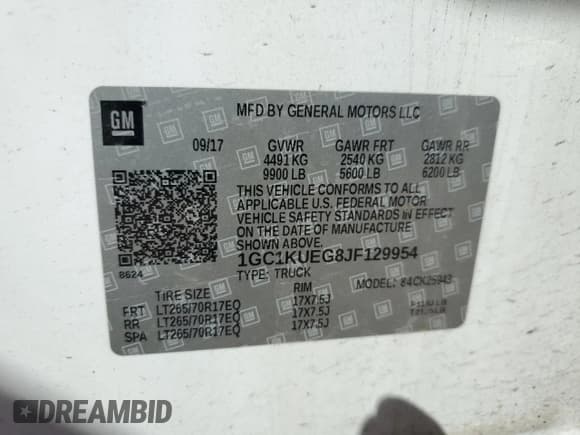 GM
MFD BY GENERAL MOTORS LLC
09/17 GVWR GAWR FRT GAWR RR
4491 KG 2540 KG 2812 KG
9900 LB 5600 LB 6200 LB
THIS VEHICLE CONFORMS TO ALL
APPLICABLE U.S. FEDERAL MOTOR
VEHICLE SAFETY STANDARDS IN EFFECT
ON THE DATE OF MANUFACTURE
SHOWN ABOVE.
8624
1GC1KUEG8JF129954
TYPE: TRUCK MODEL:
TIRE SIZE RIM
FRT LT265/70R17EQ 17X7.5J
RR LT265/70R17EQ 17X7.5J
SPA LT265/70R17EQ 17X7.5J
DREAMBID